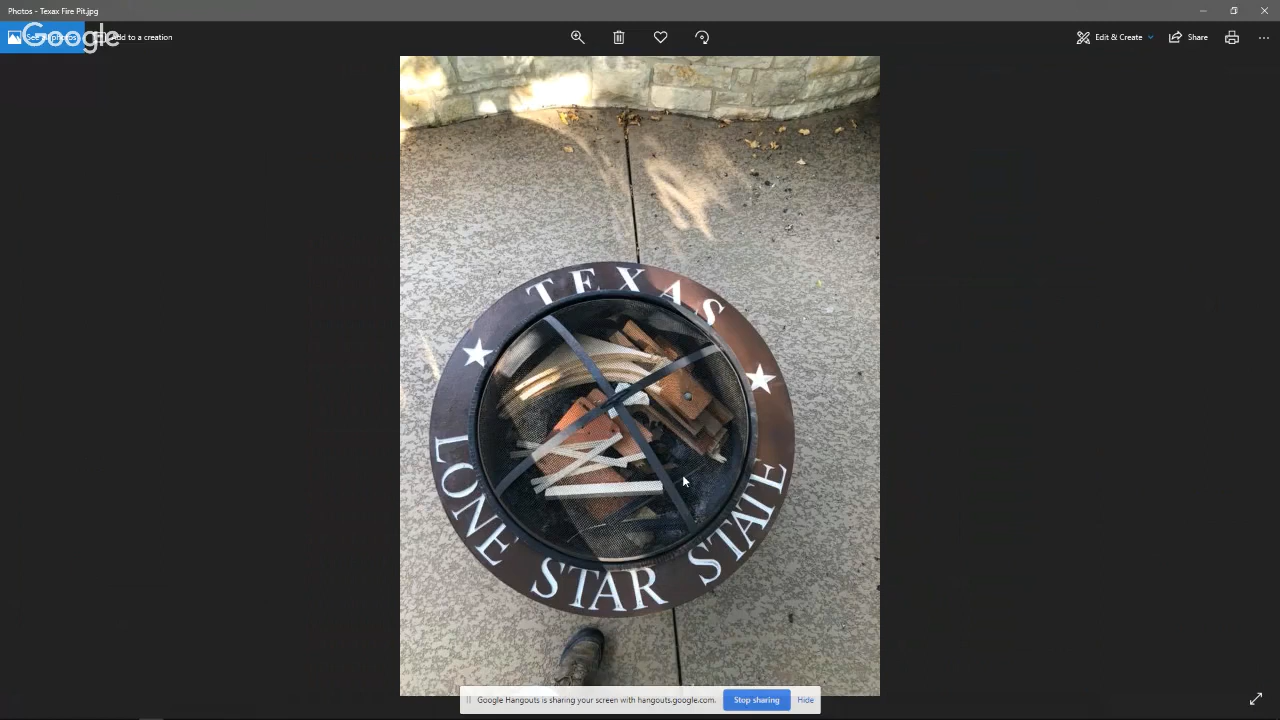 Photos - Texax Fire Pit.jpg
Google
Add to a creation
Edit & Create
Share
TEXAS
LONE STAR STATE
Google Hangouts is sharing your screen with hangouts.google.com.
Stop sharing
Hide